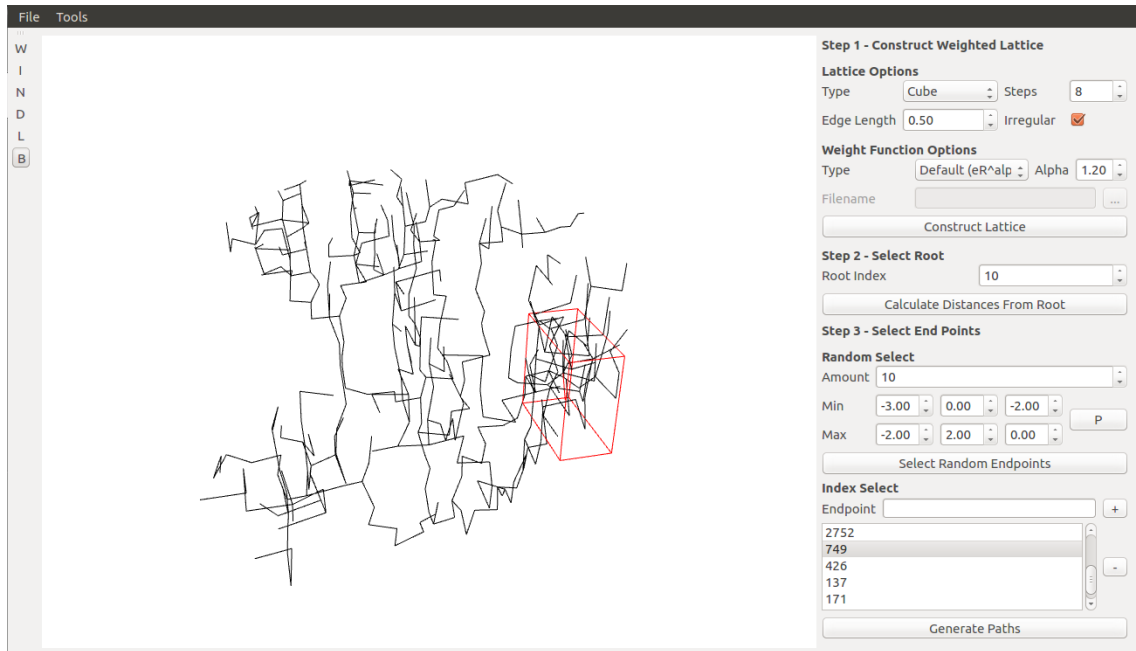 File Tools
W
I
N
D
L
B
Step 1 - Construct Weighted Lattice
Lattice Options
Type Cube Steps 8
Edge Length 0.50 Irregular
Weight Function Options
Type Default (eR^alp Alpha 1.20
Filename ...
Construct Lattice
Step 2 - Select Root
Root Index 10
Calculate Distances From Root
Step 3 - Select End Points
Random Select
Amount 10
Min -3.00 0.00 -2.00
P
Max -2.00 2.00 0.00
Select Random Endpoints
Index Select
Endpoint +
2752
749
426
-
137
171
Generate Paths